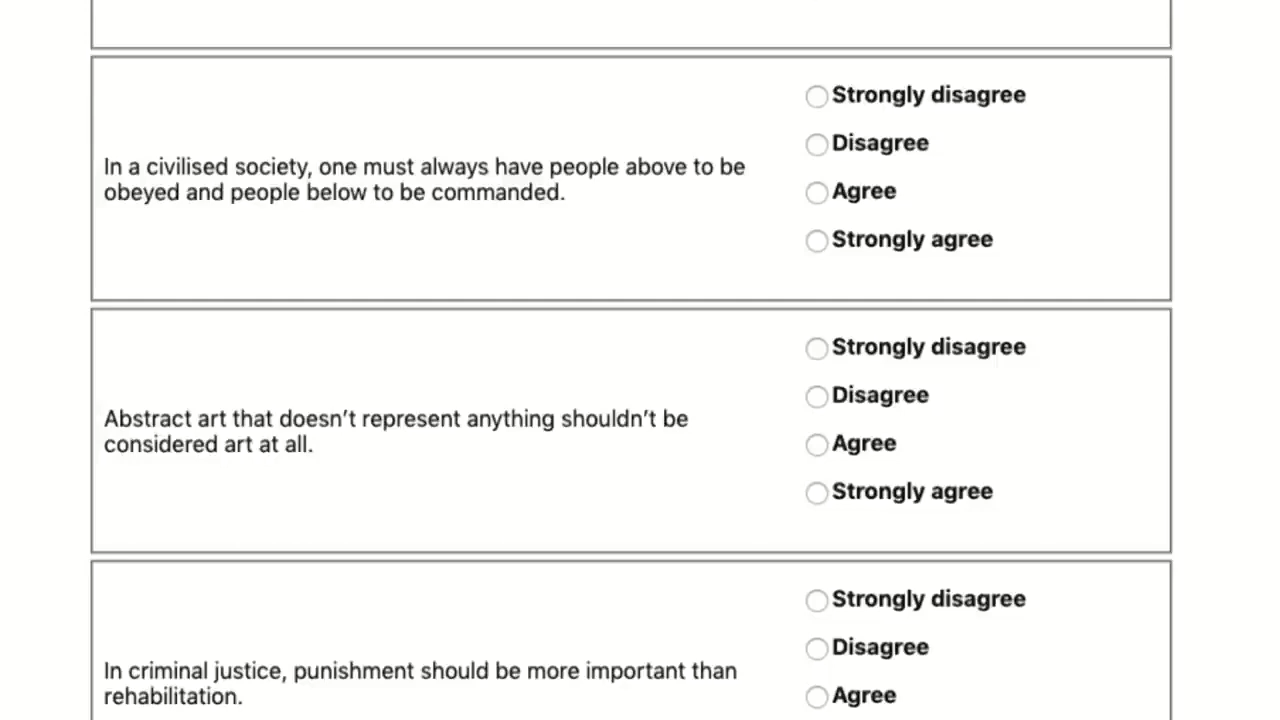 Strongly disagree
Disagree
In a civilised society, one must always have people above to be
obeyed and people below to be commanded.
Agree
Strongly agree
Strongly disagree
Disagree
Abstract art that doesn't represent anything shouldn't be
considered art at all.
Agree
Strongly agree
Strongly disagree
Disagree
In criminal justice, punishment should be more important than
rehabilitation.
Agree